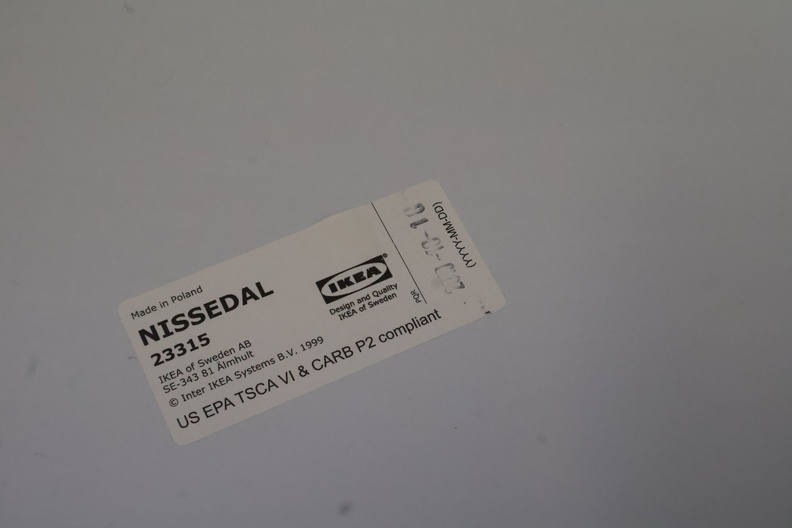 Made in Poland
NISSEDAL
23315
IKEA of Sweden AB
SE-343 81 Älmhult
© Inter IKEA Systems B.V. 1999
US EPA TSCA VI & CARB P2 compliant
IKEA®
Design and Quality
IKEA of Sweden
PQR
(YYYY-MM-DD)